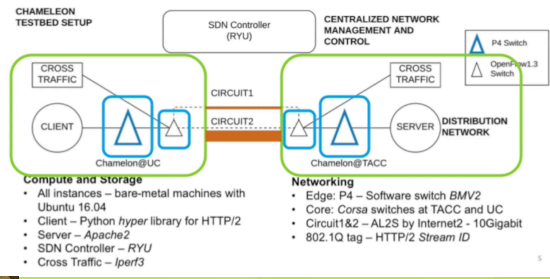 CHAMELEON
TESTBED SETUP
SDN Controller
(RYU)
CENTRALIZED NETWORK
MANAGEMENT AND
CONTROL
P4 Switch
OpenFlow1.3
Switch
CROSS
TRAFFIC
CIRCUIT1
CROSS
TRAFFIC
CLIENT
CIRCUIT2
SERVER
DISTRIBUTION
NETWORK
Chamelon@UC
Chamelon@TACC
Compute and Storage
• All instances – bare-metal machines with
Ubuntu 16.04
• Client – Python hyper library for HTTP/2
• Server – Apache2
• SDN Controller – RYU
• Cross Traffic – Iperf3
Networking
• Edge: P4 – Software switch BMV2
• Core: Corsa switches at TACC and UC
• Circuit1&2 – AL2S by Internet2 - 10Gigabit
• 802.1Q tag – HTTP/2 Stream ID
5